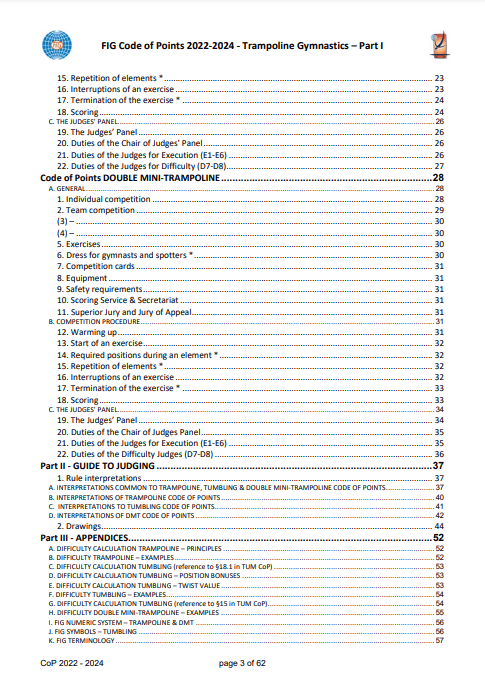 FIG Code of Points 2022-2024 - Trampoline Gymnastics – Part I
15. Repetition of elements * 23
16. Interruptions of an exercise 23
17. Termination of the exercise * 24
18. Scoring 24
C. THE JUDGES' PANEL 26
19. The Judges' Panel 26
20. Duties of the Chair of Judges' Panel 26
21. Duties of the Judges for Execution (E1-E6) 26
22. Duties of the Judges for Difficulty (D7-D8) 27
Code of Points DOUBLE MINI-TRAMPOLINE 28
A. GENERAL 28
1. Individual competition 28
2. Team competition 29
(3) – 30
(4) – 30
5. Exercises 30
6. Dress for gymnasts and spotters * 30
7. Competition cards 31
8. Equipment 31
9. Safety requirements 31
10. Scoring Service & Secretariat 31
11. Superior Jury and Jury of Appeal 31
B. COMPETITION PROCEDURE 31
12. Warming up 31
13. Start of an exercise 32
14. Required positions during an element * 32
15. Repetition of elements * 32
16. Interruptions of an exercise 32
17. Termination of the exercise * 33
18. Scoring 33
C. THE JUDGES' PANEL 34
19. The Judges' Panel 34
20. Duties of the Chair of Judges Panel 35
21. Duties of the Judges for Execution (E1-E6) 35
22. Duties of the Difficulty Judges (D7-D8) 36
Part II - GUIDE TO JUDGING 37
1. Rule interpretations 37
A. INTERPRETATIONS COMMON TO TRAMPOLINE, TUMBLING & DOUBLE MINI-TRAMPOLINE CODE OF POINTS 37
B. INTERPRETATIONS OF TRAMPOLINE CODE OF POINTS 40
C. INTERPRETATIONS TO TUMBLING CODE OF POINTS 41
D. INTERPRETATIONS OF DMT CODE OF POINTS 42
2. Drawings 44
Part III - APPENDICES 52
A. DIFFICULTY CALCULATION TRAMPOLINE – PRINCIPLES 52
B. DIFFICULTY TRAMPOLINE – EXAMPLES 52
C. DIFFICULTY CALCULATION TUMBLING (reference to §18.1 in TUM CoP) 53
D. DIFFICULTY CALCULATION TUMBLING – POSITION BONUSES 53
E. DIFFICULTY CALCULATION TUMBLING – TWIST VALUE 53
F. DIFFICULTY TUMBLING – EXAMPLES 54
G. DIFFICULTY CALCULATION TUMBLING (reference to §15 in TUM CoP) 54
H. DIFFICULTY DOUBLE MINI-TRAMPOLINE – EXAMPLES 55
I. FIG NUMERIC SYSTEM – TRAMPOLINE & DMT 56
J. FIG SYMBOLS – TUMBLING 56
K. FIG TERMINOLOGY 57
CoP 2022 - 2024 page 3 of 62